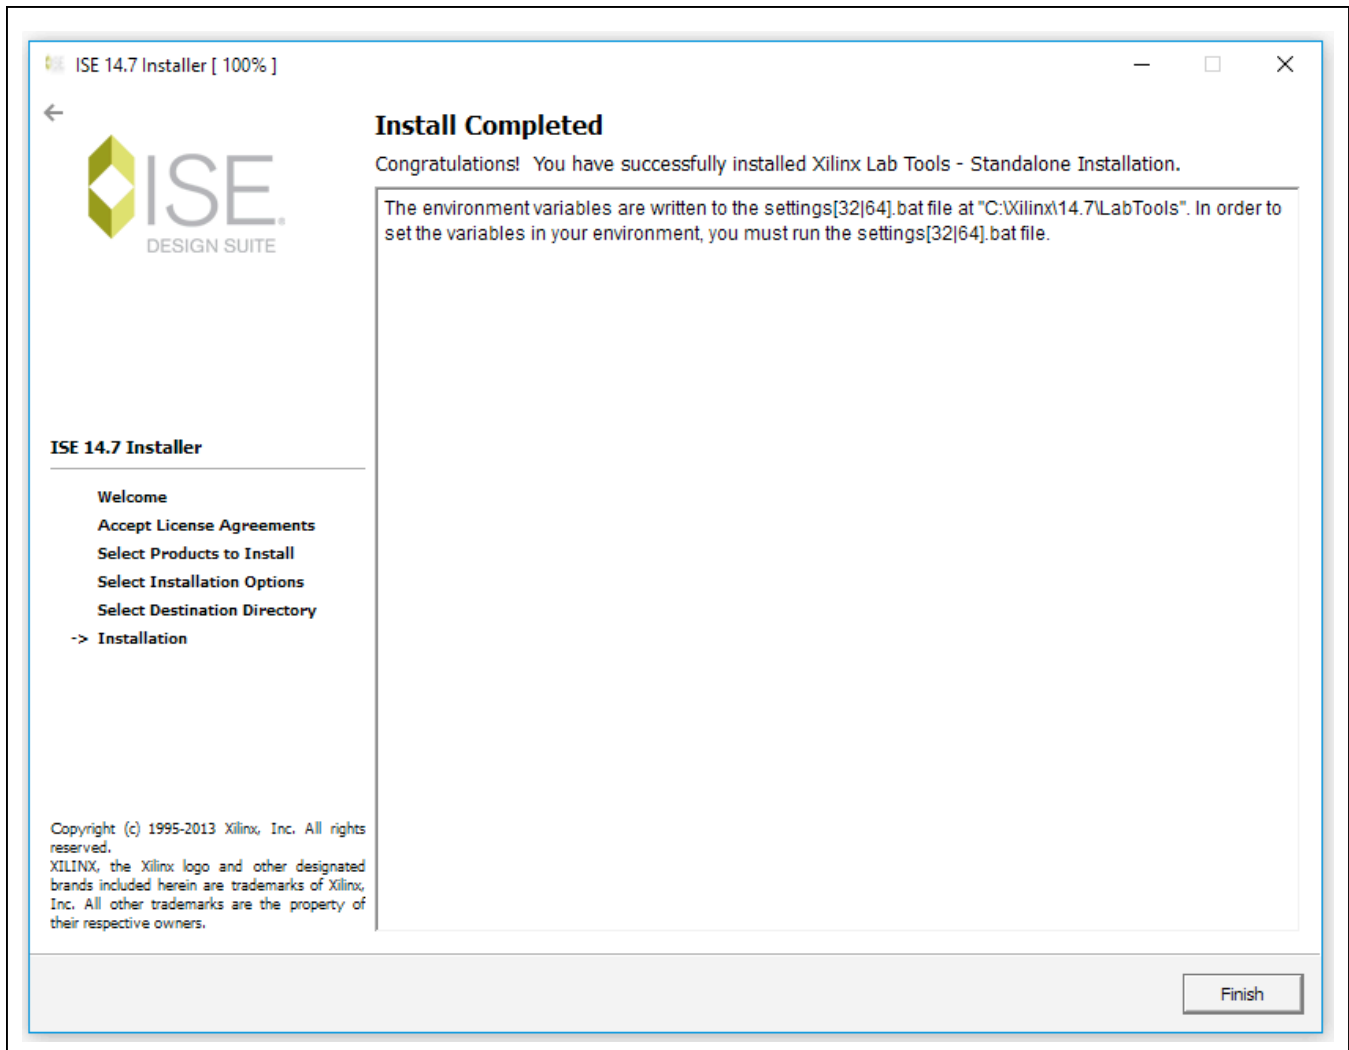 ISE 14.7 Installer [ 100% ]
ISE
DESIGN SUITE
Install Completed
Congratulations! You have successfully installed Xilinx Lab Tools - Standalone Installation.
The environment variables are written to the settings[32|64].bat file at "C:\Xilinx\14.7\LabTools". In order to
set the variables in your environment, you must run the settings[32|64].bat file.
ISE 14.7 Installer
Welcome
Accept License Agreements
Select Products to Install
Select Installation Options
Select Destination Directory
-> Installation
Copyright (c) 1995-2013 Xilinx, Inc. All rights
reserved.
XILINX, the Xilinx logo and other designated
brands included herein are trademarks of Xilinx,
Inc. All other trademarks are the property of
their respective owners.
Finish